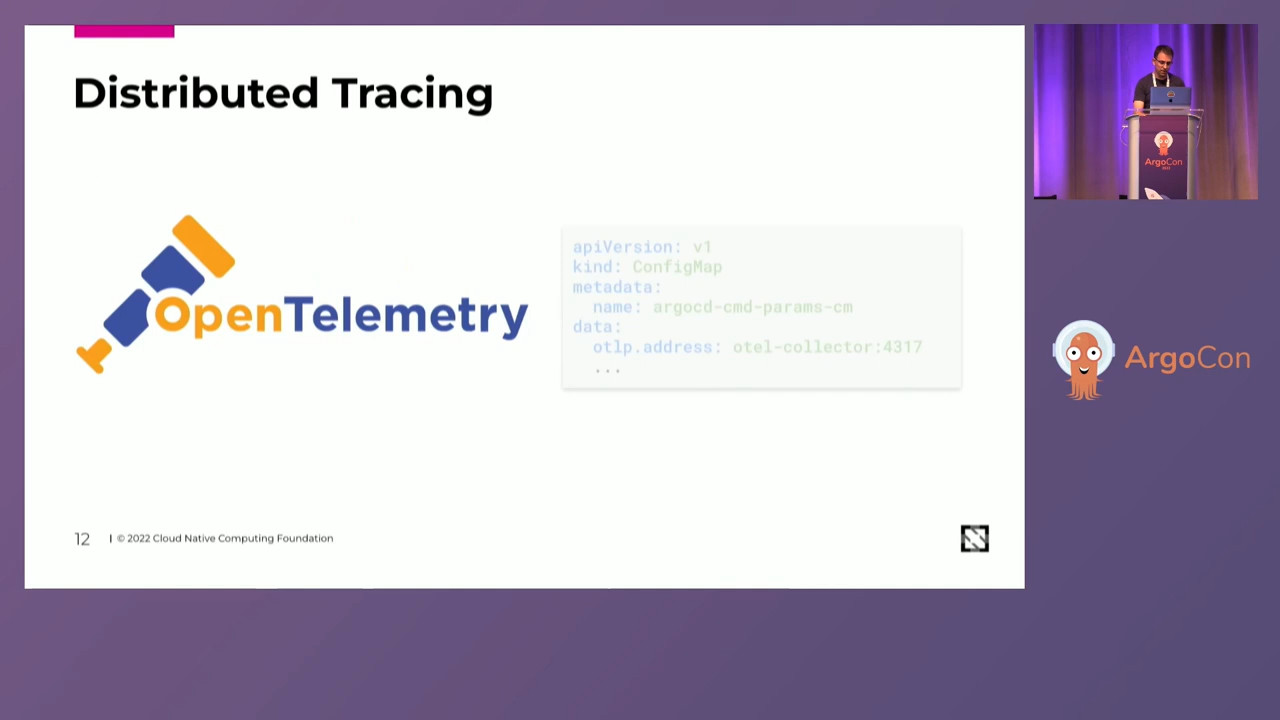 Distributed Tracing
OpenTelemetry
apiVersion: v1
kind: ConfigMap
metadata:
  name: argocd-cmd-params-cm
data:
  otlp.address: otel-collector:4317
  ...
12 | © 2022 Cloud Native Computing Foundation
ArgoCon
ArgoCon